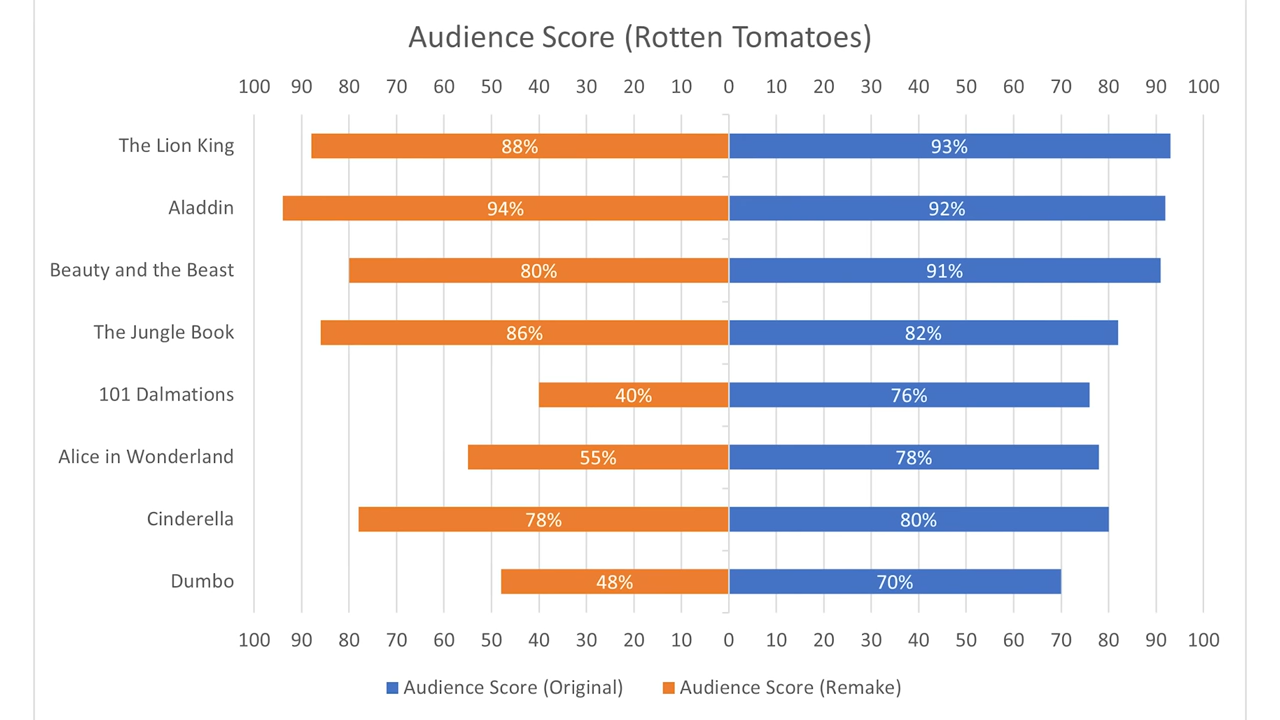 Audience Score (Rotten Tomatoes)
100 90 80 70 60 50 40 30 20 10 0 10 20 30 40 50 60 70 80 90 100
The Lion King 88% 93%
Aladdin 94% 92%
Beauty and the Beast 80% 91%
The Jungle Book 86% 82%
101 Dalmations 40% 76%
Alice in Wonderland 55% 78%
Cinderella 78% 80%
Dumbo 48% 70%
100 90 80 70 60 50 40 30 20 10 0 10 20 30 40 50 60 70 80 90 100
Audience Score (Original) Audience Score (Remake)